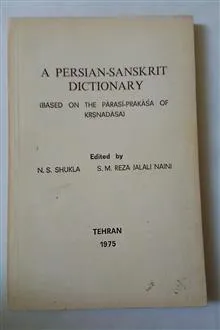 A PERSIAN-SANSKRIT
DICTIONARY
(BASED ON THE PĀRASĪ-PRAKĀŚA OF
KṚṢṆADĀSA)
Edited by
N. S. SHUKLA S. M. REZA JALALI NAINI
TEHRAN
1975